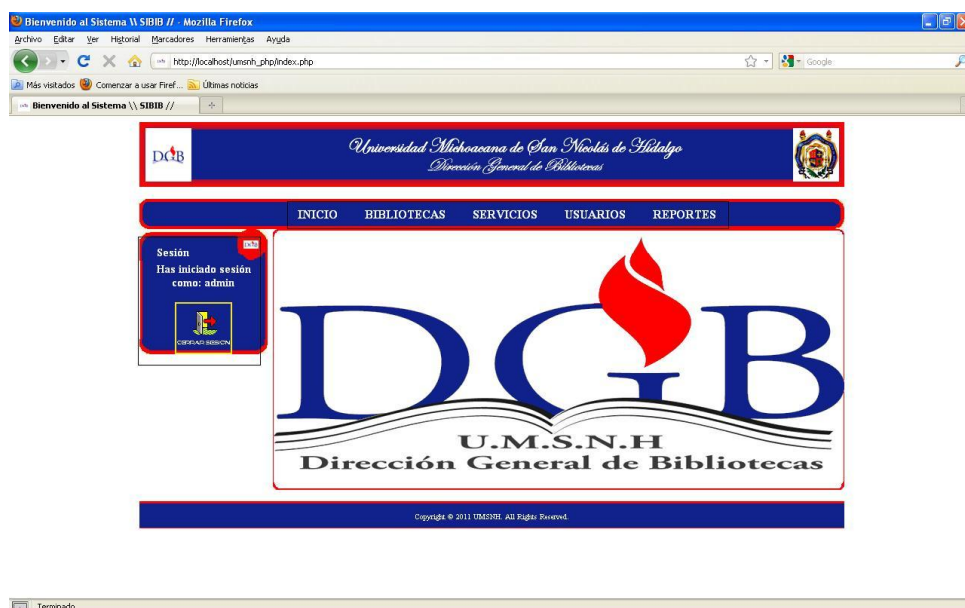 Bienvenido al Sistema \\ SIBIB // - Mozilla Firefox
Archivo Editar Ver Historial Marcadores Herramientas Ayuda
http://localhost/umsnh_php/index.php
Google
Más visitados Comenzar a usar Firef... Últimas noticias
Bienvenido al Sistema \\ SIBIB //
DGB
Universidad Michoacana de San Nicolás de Hidalgo
Dirección General de Bibliotecas
INICIO BIBLIOTECAS SERVICIOS USUARIOS REPORTES
DGB
Sesión
Has iniciado sesión
como: admin
CERRAR SESION
DGB
U.M.S.N.H
Dirección General de Bibliotecas
Copyright © 2011 UMSNH. All Rights Reserved.
Terminado